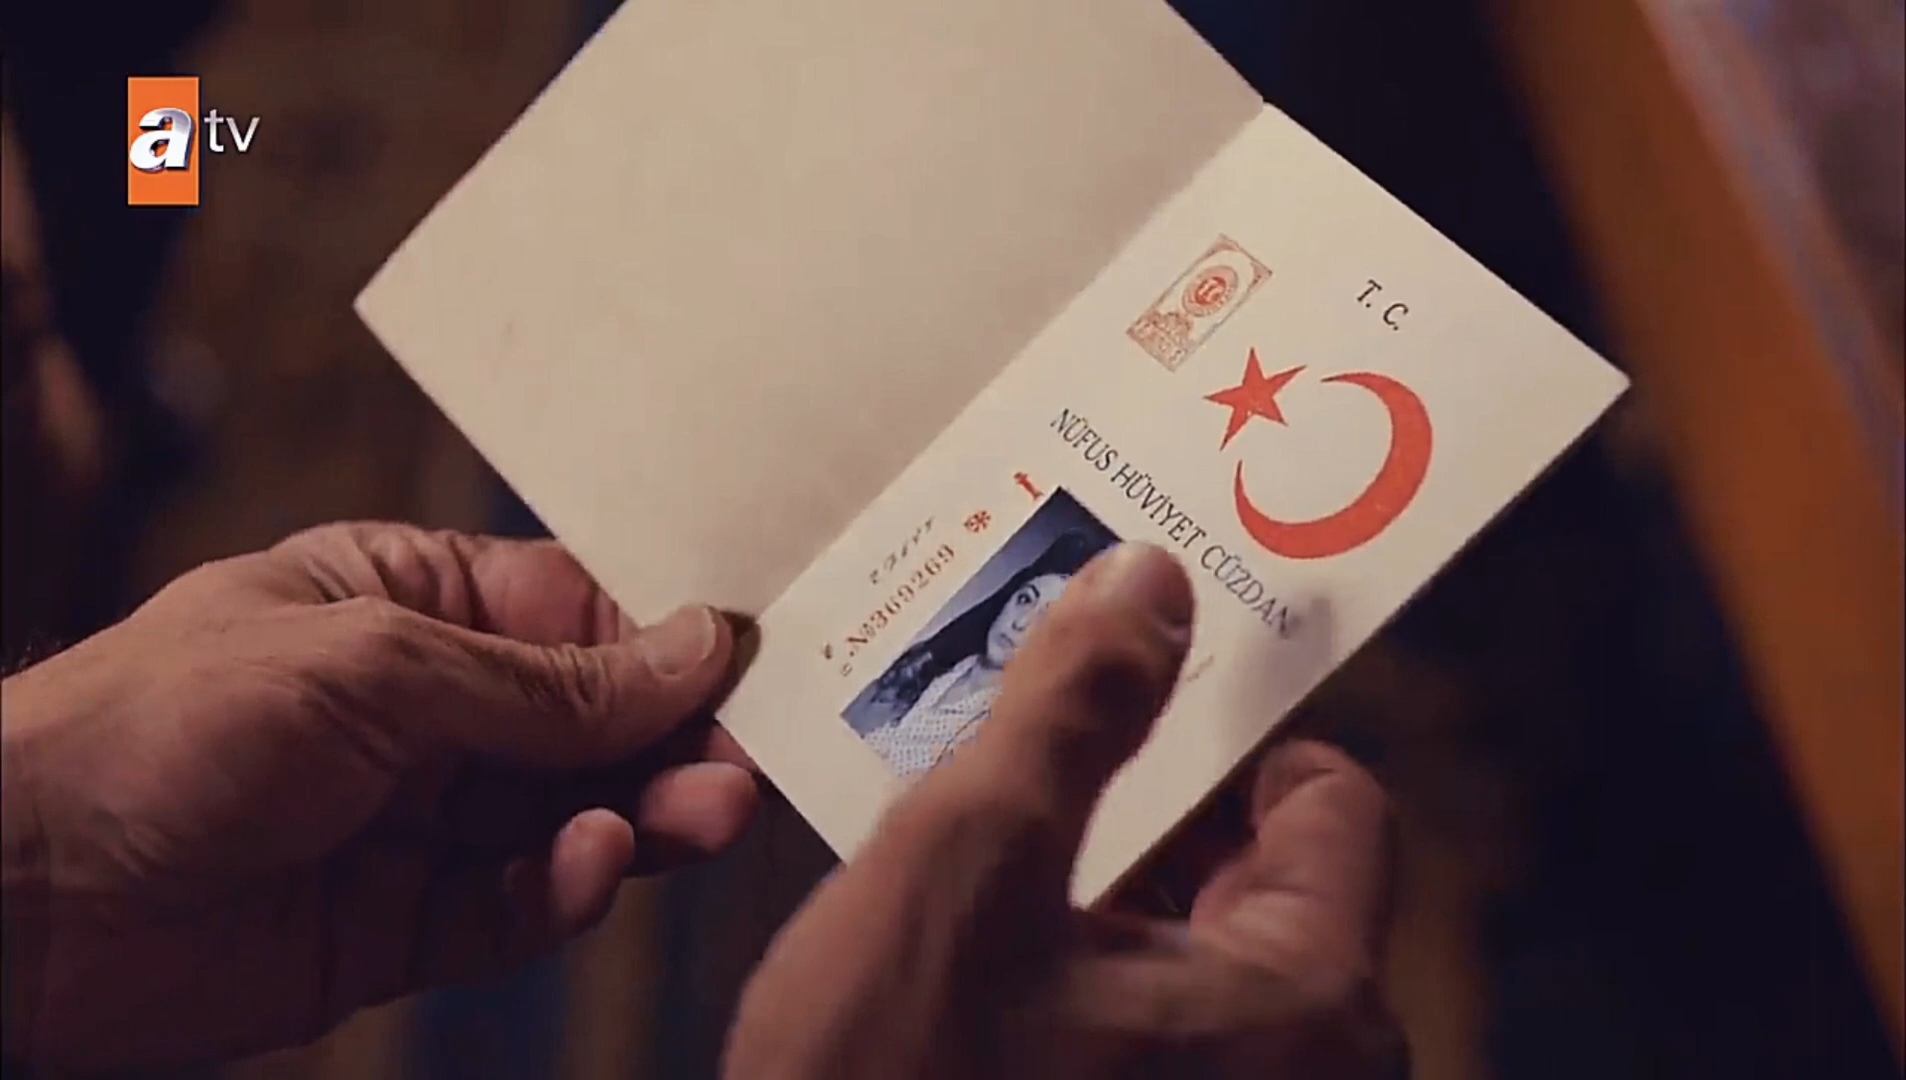 atv
T. C.
NÜFUS HÜVİYET CÜZDANI
№369269